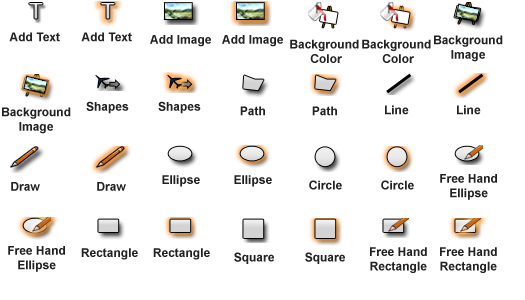 T
T
Add Text
Add Text
Add Image
Add Image
Background
Color
Background
Color
Background
Image
Background
Image
Shapes
Shapes
Path
Path
Line
Line
Draw
Draw
Ellipse
Ellipse
Circle
Circle
Free Hand
Ellipse
Free Hand
Ellipse
Rectangle
Rectangle
Square
Square
Free Hand
Rectangle
Free Hand
Rectangle